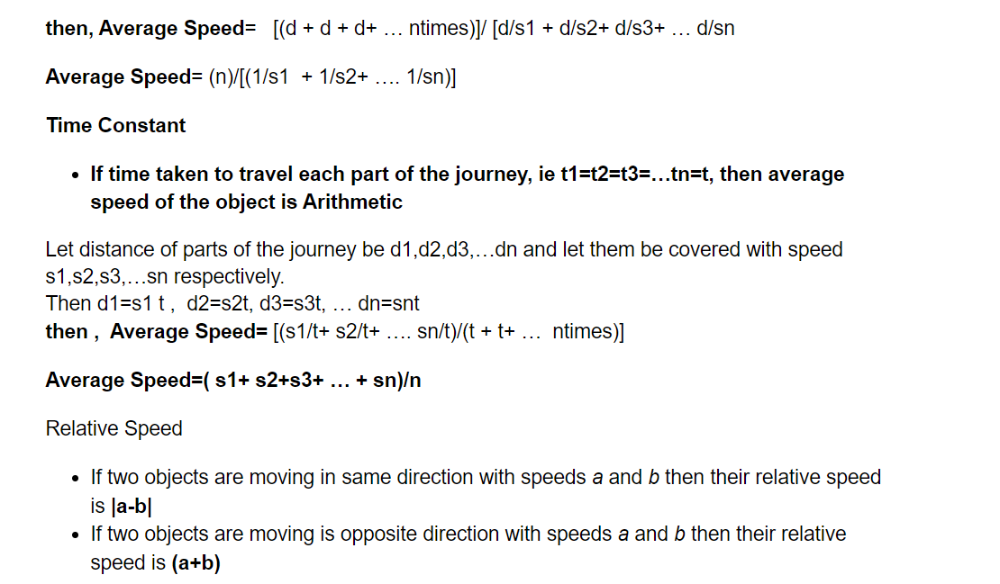 then, Average Speed=   [(d + d + d+ … ntimes)]/ [d/s1 + d/s2+ d/s3+ … d/sn
Average Speed= (n)/[(1/s1  + 1/s2+ …. 1/sn)]
Time Constant
• If time taken to travel each part of the journey, ie t1=t2=t3=…tn=t, then average
speed of the object is Arithmetic
Let distance of parts of the journey be d1,d2,d3,…dn and let them be covered with speed
s1,s2,s3,…sn respectively.
Then d1=s1 t ,  d2=s2t, d3=s3t, … dn=snt
then ,  Average Speed= [(s1/t+ s2/t+ …. sn/t)/(t + t+ …  ntimes)]
Average Speed=( s1+ s2+s3+ … + sn)/n
Relative Speed
• If two objects are moving in same direction with speeds a and b then their relative speed
is |a-b|
• If two objects are moving is opposite direction with speeds a and b then their relative
speed is (a+b)